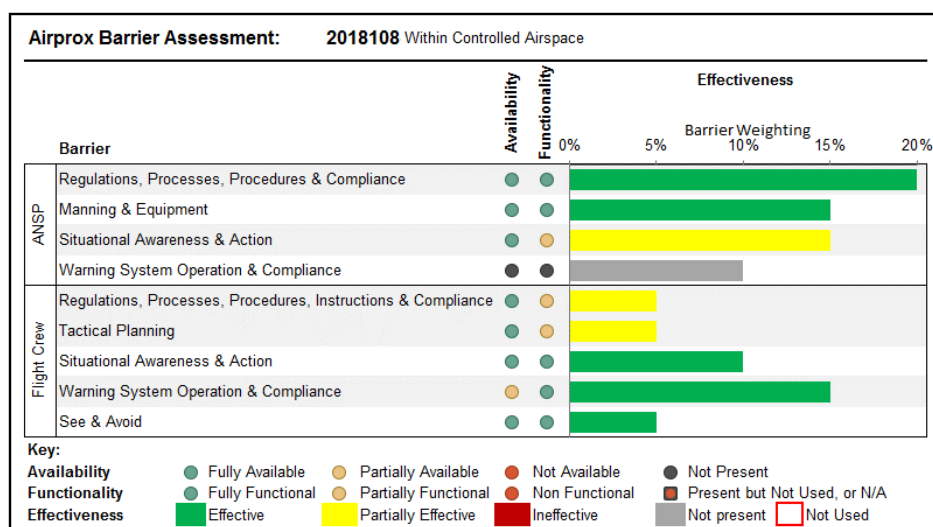 Airprox Barrier Assessment: 2018108 Within Controlled Airspace
Availability
Functionality
Effectiveness
Barrier
Barrier Weighting
0% 5% 10% 15% 20%
ANSP
Regulations, Processes, Procedures & Compliance
Manning & Equipment
Situational Awareness & Action
Warning System Operation & Compliance
Flight Crew
Regulations, Processes, Procedures, Instructions & Compliance
Tactical Planning
Situational Awareness & Action
Warning System Operation & Compliance
See & Avoid
Key:
Availability Fully Available Partially Available Not Available Not Present
Functionality Fully Functional Partially Functional Non Functional Present but Not Used, or N/A
Effectiveness Effective Partially Effective Ineffective Not present Not Used